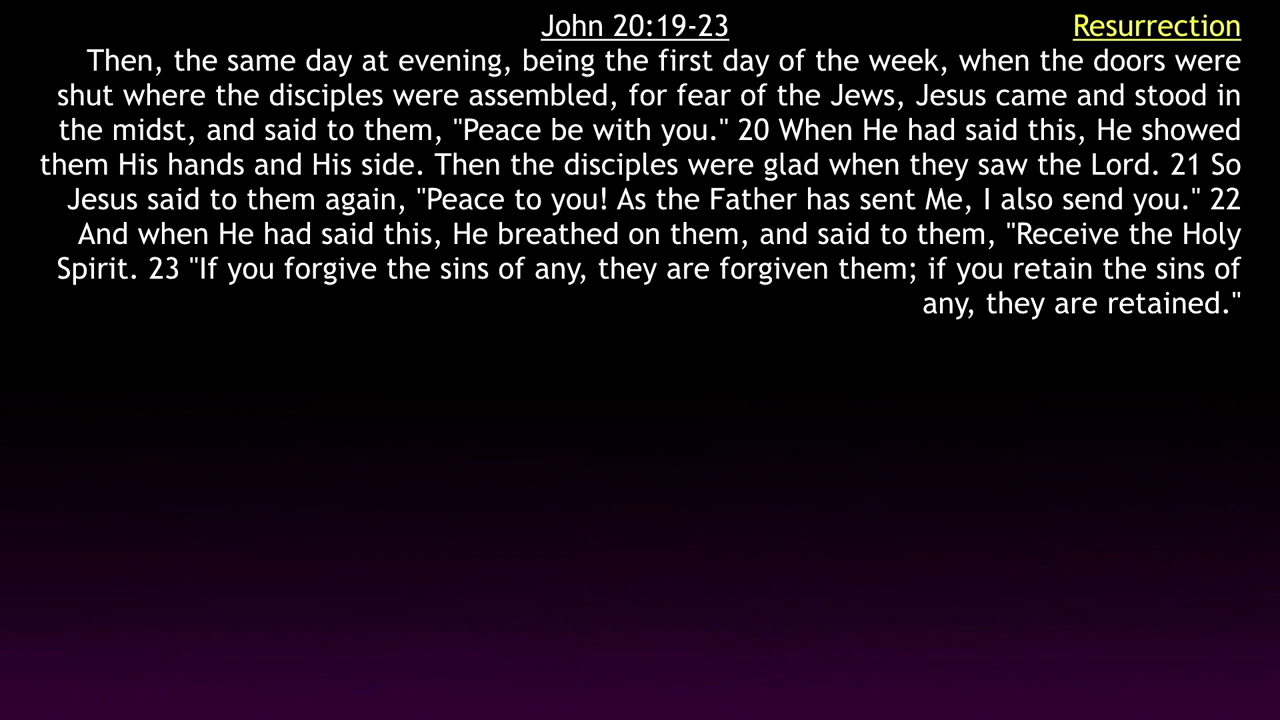 John 20:19-23 Resurrection
Then, the same day at evening, being the first day of the week, when the doors were
shut where the disciples were assembled, for fear of the Jews, Jesus came and stood in
the midst, and said to them, "Peace be with you." 20 When He had said this, He showed
them His hands and His side. Then the disciples were glad when they saw the Lord. 21 So
Jesus said to them again, "Peace to you! As the Father has sent Me, I also send you." 22
And when He had said this, He breathed on them, and said to them, "Receive the Holy
Spirit. 23 "If you forgive the sins of any, they are forgiven them; if you retain the sins of
any, they are retained."